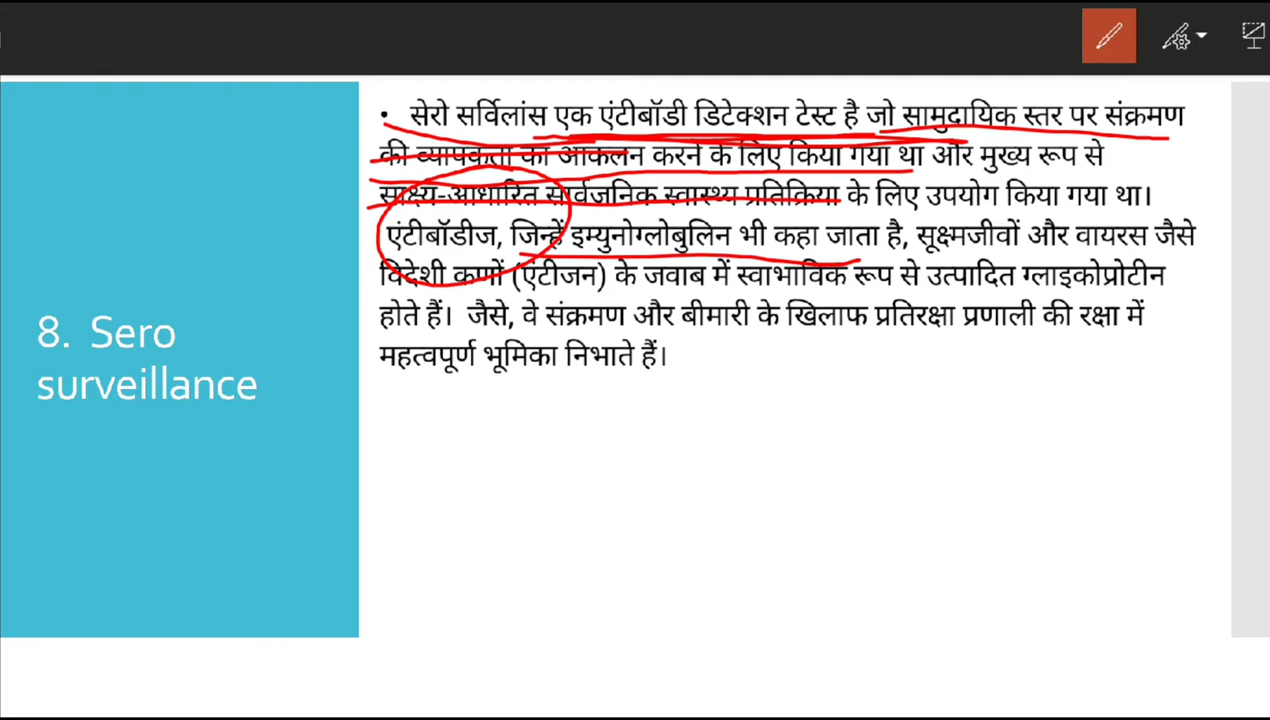 8. Sero
surveillance
• सेरो सर्विलांस एक एंटीबॉडी डिटेक्शन टेस्ट है जो सामुदायिक स्तर पर संक्रमण
की व्यापकता का आकलन करने के लिए किया गया था और मुख्य रूप से
साक्ष्य-आधारित सार्वजनिक स्वास्थ्य प्रतिक्रिया के लिए उपयोग किया गया था।
एंटीबॉडीज, जिन्हें इम्युनोग्लोबुलिन भी कहा जाता है, सूक्ष्मजीवों और वायरस जैसे
विदेशी कणों (एंटीजन) के जवाब में स्वाभाविक रूप से उत्पादित ग्लाइकोप्रोटीन
होते हैं। जैसे, वे संक्रमण और बीमारी के खिलाफ प्रतिरक्षा प्रणाली की रक्षा में
महत्वपूर्ण भूमिका निभाते हैं।